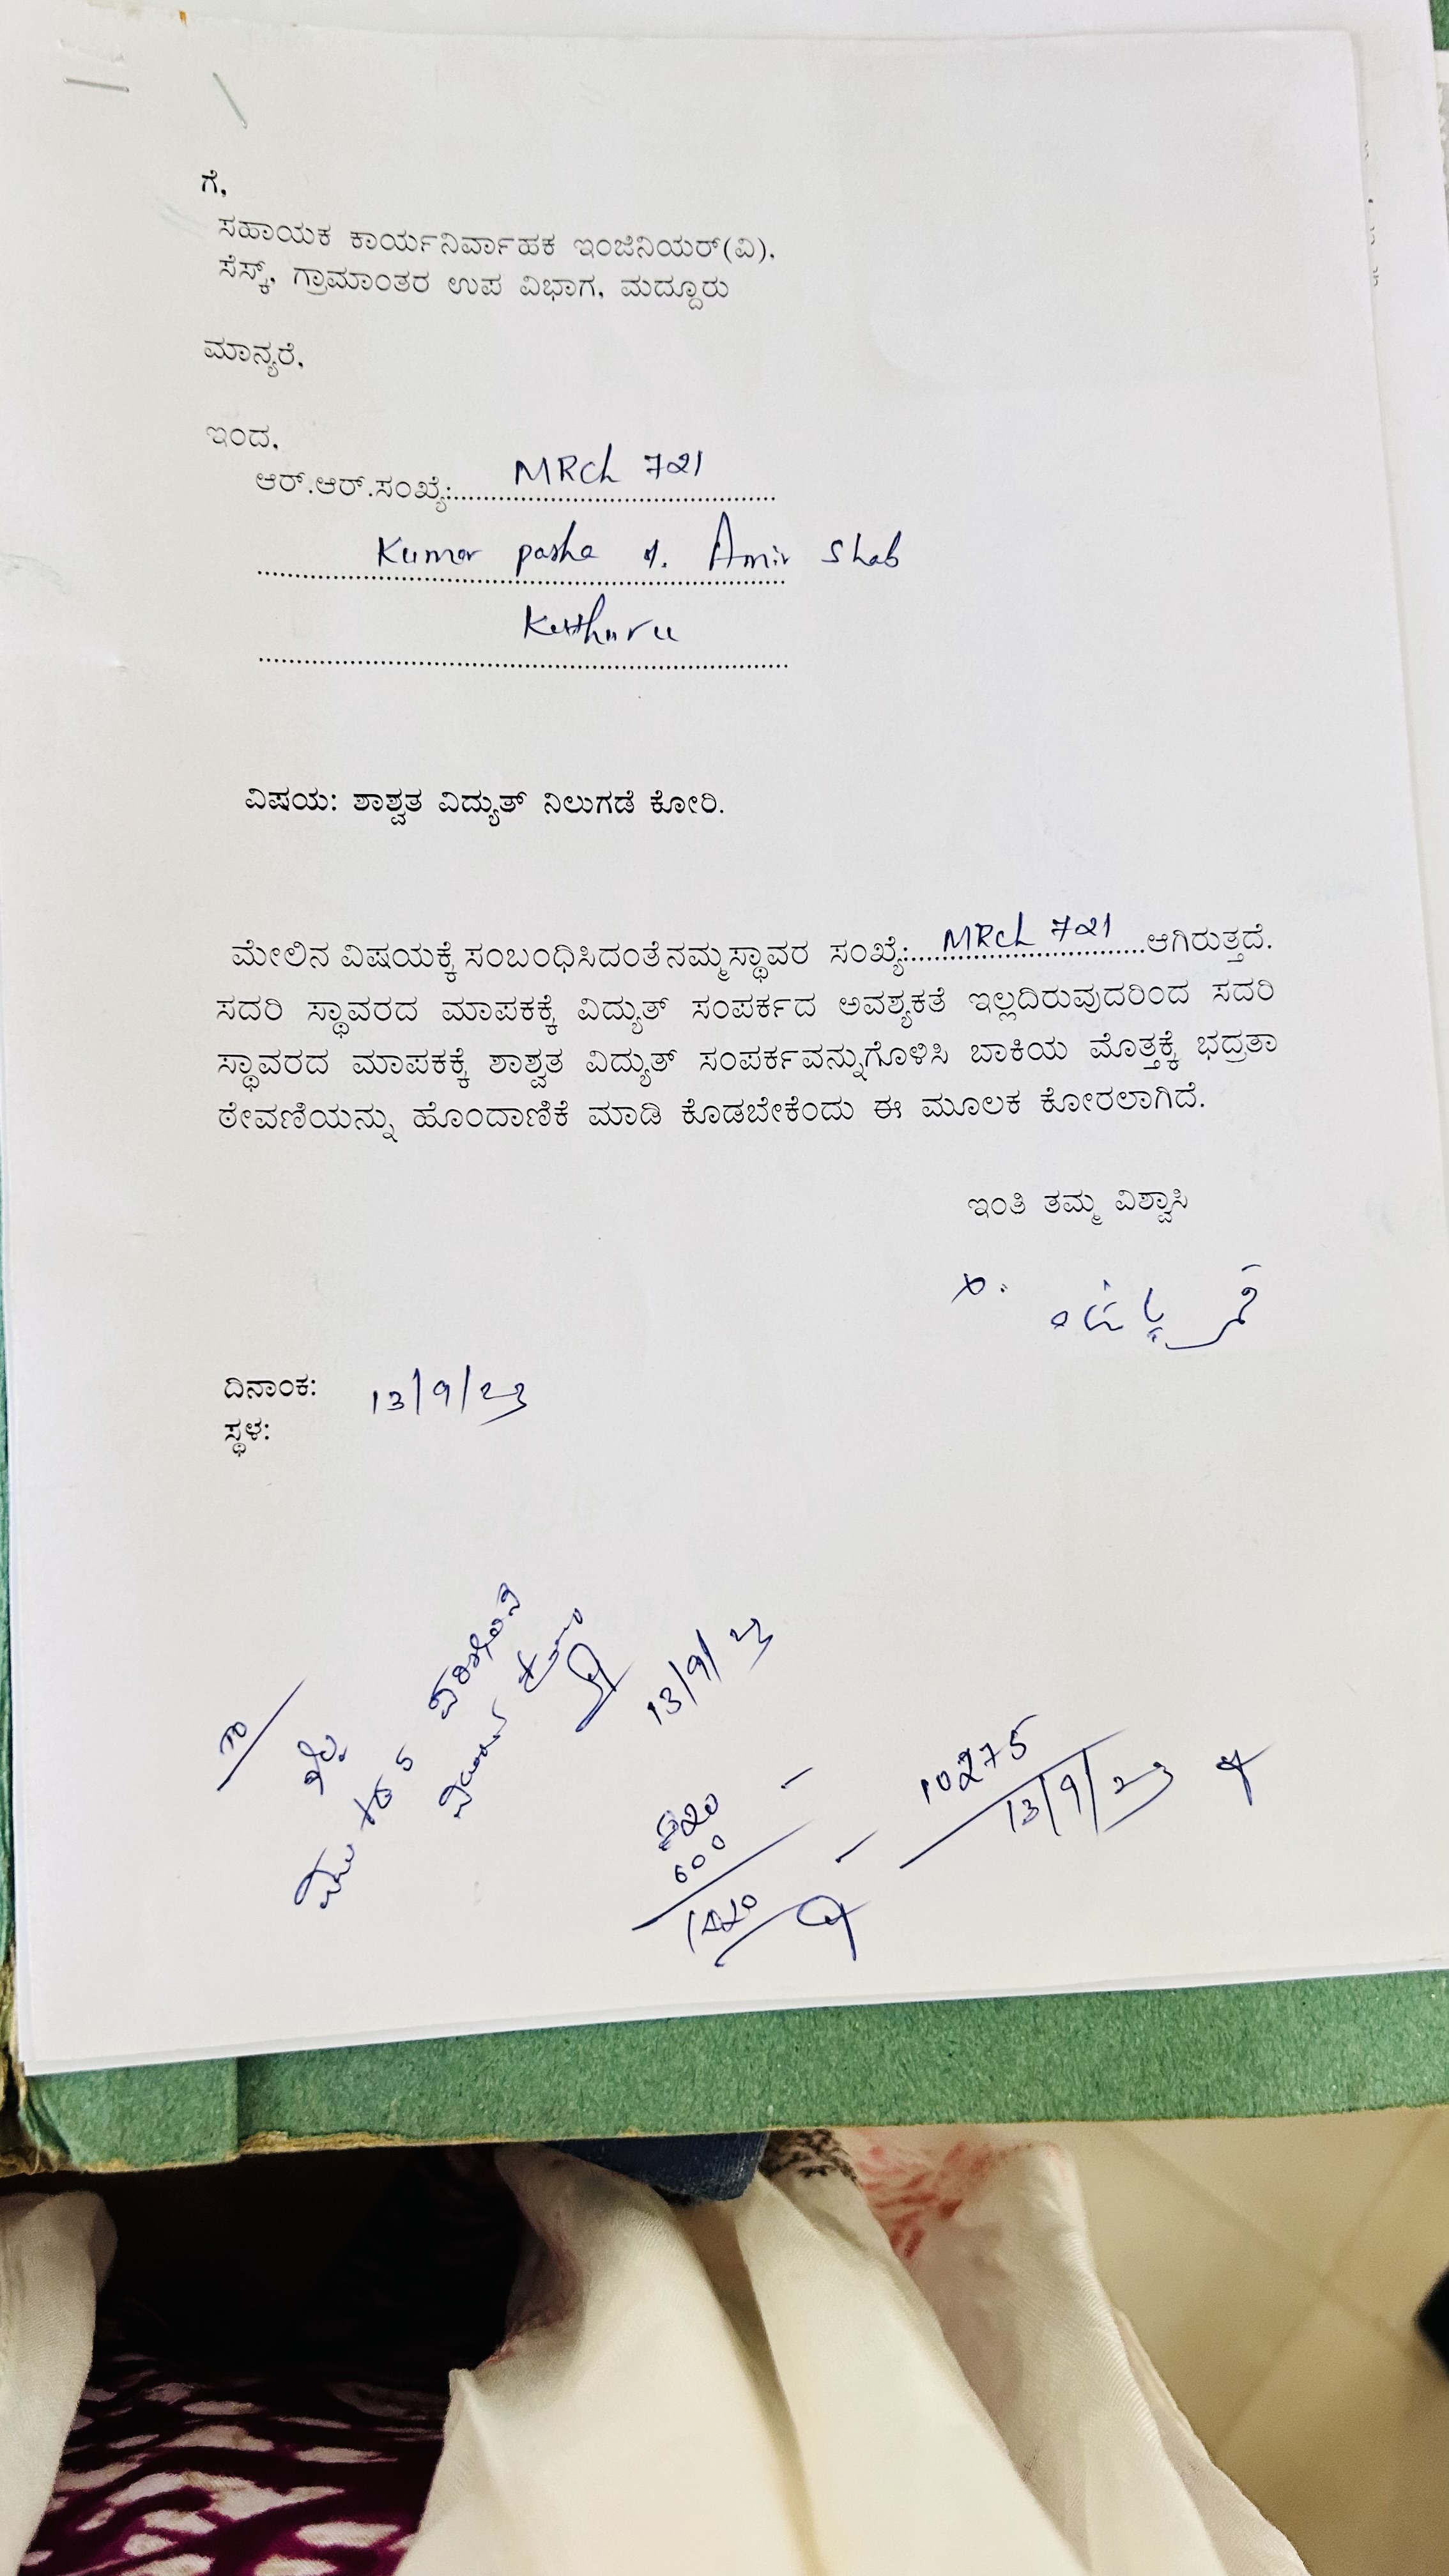 ಗೆ,
ಸಹಾಯಕ ಕಾರ್ಯನಿರ್ವಾಹಕ ಇಂಜಿನಿಯರ್(ವಿ),
ಸೆಸ್ಕ್, ಗ್ರಾಮಾಂತರ ಉಪ ವಿಭಾಗ, ಮದ್ದೂರು
ಮಾನ್ಯರೆ,
ಇಂದ,
ಆರ್.ಆರ್.ಸಂಖ್ಯೆ: MRCL 721
Kumar pasha Amir Shab
Kutthuru
ವಿಷಯ: ಶಾಶ್ವತ ವಿದ್ಯುತ್ ನಿಲುಗಡೆ ಕೋರಿ.
ಮೇಲಿನ ವಿಷಯಕ್ಕೆ ಸಂಬಂಧಿಸಿದಂತೆ ನಮ್ಮ ಸ್ಥಾವರ ಸಂಖ್ಯೆ: MRCL 721 ಆಗಿರುತ್ತದೆ.
ಸದರಿ ಸ್ಥಾವರದ ಮಾಪಕಕ್ಕೆ ವಿದ್ಯುತ್ ಸಂಪರ್ಕದ ಅವಶ್ಯಕತೆ ಇಲ್ಲದಿರುವುದರಿಂದ ಸದರಿ
ಸ್ಥಾವರದ ಮಾಪಕಕ್ಕೆ ಶಾಶ್ವತ ವಿದ್ಯುತ್ ಸಂಪರ್ಕವನ್ನುಗೊಳಿಸಿ ಬಾಕಿಯ ಮೊತ್ತಕ್ಕೆ ಭದ್ರತಾ
ಠೇವಣಿಯನ್ನು ಹೊಂದಾಣಿಕೆ ಮಾಡಿ ಕೊಡಬೇಕೆಂದು ಈ ಮೂಲಕ ಕೋರಲಾಗಿದೆ.
ಇಂತಿ ತಮ್ಮ ವಿಶ್ವಾಸಿ
ದಿನಾಂಕ: 13/9/23
ಸ್ಥಳ:
13/9/23
600
10275
13/9/23